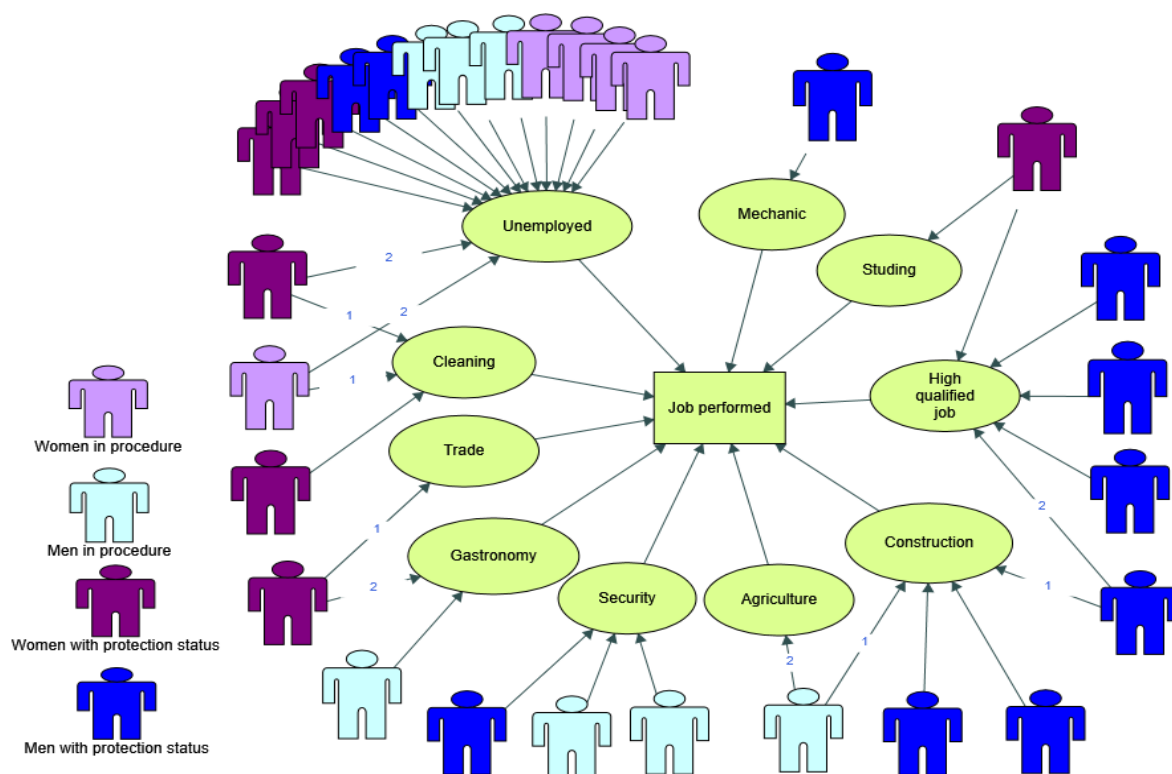 Unemployed
Mechanic
Studing
2
1
2
1
Cleaning
High
qualified
job
Job performed
Women in procedure
Trade
2
1
Men in procedure
Gastronomy
Construction
2
1
Security
Agriculture
Women with protection status
1
2
Men with protection status